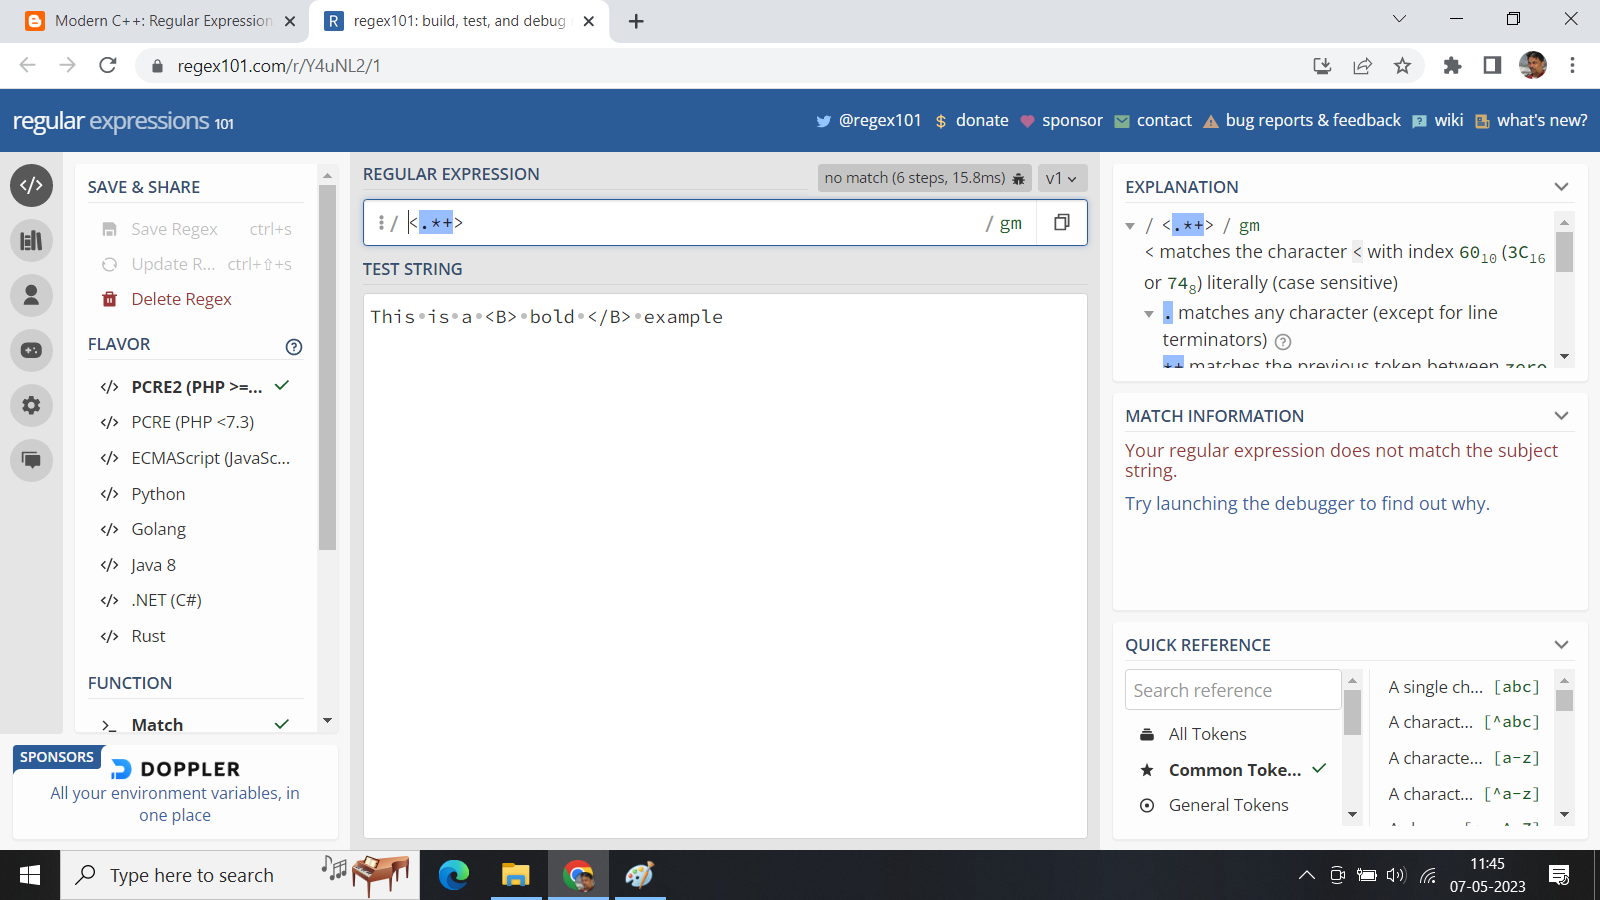 Modern C++: Regular Expression
regex101: build, test, and debug
regex101.com/r/Y4uNL2/1
regular expressions 101
@regex101
$ donate
sponsor
contact
bug reports & feedback
wiki
what's new?
SAVE & SHARE
Save Regex ctrl+s
Update R... ctrl+⇧+s
Delete Regex
FLAVOR
</> PCRE2 (PHP >=...
</> PCRE (PHP <7.3)
</> ECMAScript (JavaSc...
</> Python
</> Golang
</> Java 8
</> .NET (C#)
</> Rust
FUNCTION
>_ Match
SPONSORS
DOPPLER
All your environment variables, in
one place
REGULAR EXPRESSION
no match (6 steps, 15.8ms)
v1
/ <.*+> / gm
TEST STRING
This·is·a·<B>·bold·</B>·example
EXPLANATION
/ <.*+> / gm
< matches the character < with index 60₁₀ (3C₁₆
or 74₈) literally (case sensitive)
. matches any character (except for line
terminators)
*+ matches the previous token between zero
MATCH INFORMATION
Your regular expression does not match the subject
string.
Try launching the debugger to find out why.
QUICK REFERENCE
Search reference
All Tokens
Common Toke...
General Tokens
A single ch... [abc]
A charact... [^abc]
A characte... [a-z]
A charact... [^a-z]
Type here to search
11:45
07-05-2023